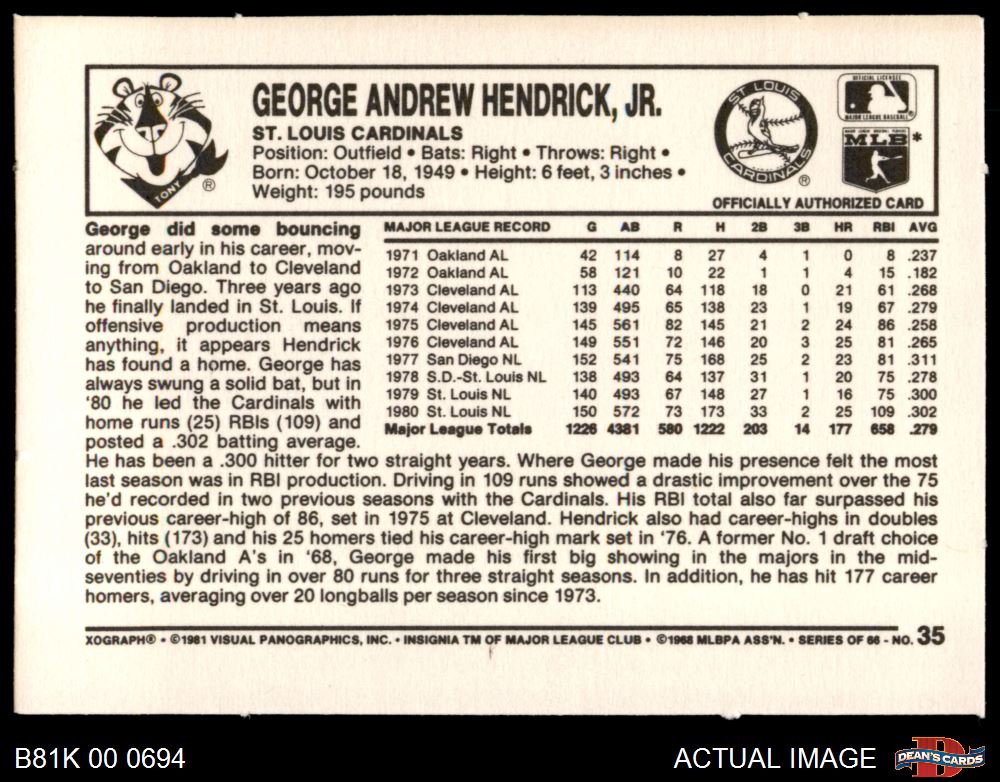 GEORGE ANDREW HENDRICK, JR.
ST. LOUIS CARDINALS
Position: Outfield • Bats: Right • Throws: Right •
Born: October 18, 1949 • Height: 6 feet, 3 inches •
Weight: 195 pounds
TONY ®
ST. LOUIS
CARDINALS ®
OFFICIAL LICENSEE
MAJOR LEAGUE BASEBALL®
MAJOR LEAGUE BASEBALL PLAYERS
MLB *
OFFICIALLY AUTHORIZED CARD
George did some bouncing
around early in his career, mov-
ing from Oakland to Cleveland
to San Diego. Three years ago
he finally landed in St. Louis. If
offensive production means
anything, it appears Hendrick
has found a home. George has
always swung a solid bat, but in
'80 he led the Cardinals with
home runs (25) RBIs (109) and
posted a .302 batting average.
MAJOR LEAGUE RECORD G AB R H 2B 3B HR RBI AVG
1971 Oakland AL 42 114 8 27 4 1 0 8 .237
1972 Oakland AL 58 121 10 22 1 1 4 15 .182
1973 Cleveland AL 113 440 64 118 18 0 21 61 .268
1974 Cleveland AL 139 495 65 138 23 1 19 67 .279
1975 Cleveland AL 145 561 82 145 21 2 24 86 .258
1976 Cleveland AL 149 551 72 146 20 3 25 81 .265
1977 San Diego NL 152 541 75 168 25 2 23 81 .311
1978 S.D.-St. Louis NL 138 493 64 137 31 1 20 75 .278
1979 St. Louis NL 140 493 67 148 27 1 16 75 .300
1980 St. Louis NL 150 572 73 173 33 2 25 109 .302
Major League Totals 1226 4381 580 1222 203 14 177 658 .279
He has been a .300 hitter for two straight years. Where George made his presence felt the most
last season was in RBI production. Driving in 109 runs showed a drastic improvement over the 75
he'd recorded in two previous seasons with the Cardinals. His RBI total also far surpassed his
previous career-high of 86, set in 1975 at Cleveland. Hendrick also had career-highs in doubles
(33), hits (173) and his 25 homers tied his career-high mark set in '76. A former No. 1 draft choice
of the Oakland A's in '68, George made his first big showing in the majors in the mid-
seventies by driving in over 80 runs for three straight seasons. In addition, he has hit 177 career
homers, averaging over 20 longballs per season since 1973.
XOGRAPH® • ©1981 VISUAL PANOGRAPHICS, INC. • INSIGNIA TM OF MAJOR LEAGUE CLUB • ©1968 MLBPA ASS'N. • SERIES OF 66 - NO. 35
B81K 00 0694
ACTUAL IMAGE
D
DEAN'S CARDS